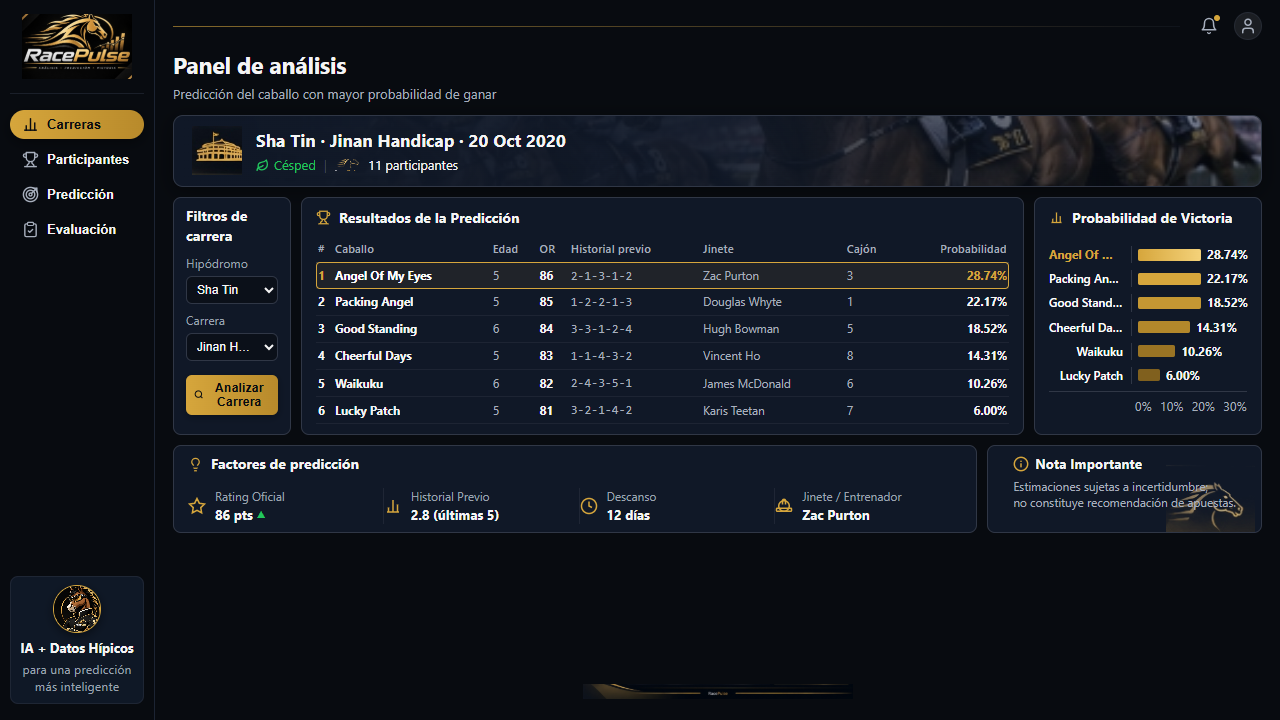 RacePulse
Carreras
Participantes
Predicción
Evaluación
IA + Datos Hípicos
para una predicción
más inteligente
Panel de análisis
Predicción del caballo con mayor probabilidad de ganar
Sha Tin · Jinan Handicap · 20 Oct 2020
Césped
11 participantes
Filtros de
carrera
Hipódromo
Sha Tin
Carrera
Jinan H...
Analizar
Carrera
Resultados de la Predicción
# Caballo Edad OR Historial previo Jinete Cajón Probabilidad
1 Angel Of My Eyes 5 86 2-1-3-1-2 Zac Purton 3 28.74%
2 Packing Angel 5 85 1-2-2-1-3 Douglas Whyte 1 22.17%
3 Good Standing 6 84 3-3-1-2-4 Hugh Bowman 5 18.52%
4 Cheerful Days 5 83 1-1-4-3-2 Vincent Ho 8 14.31%
5 Waikuku 6 82 2-4-3-5-1 James McDonald 6 10.26%
6 Lucky Patch 5 81 3-2-1-4-2 Karis Teetan 7 6.00%
Probabilidad de Victoria
Angel Of ... 28.74%
Packing An... 22.17%
Good Stand... 18.52%
Cheerful Da... 14.31%
Waikuku 10.26%
Lucky Patch 6.00%
0% 10% 20% 30%
Factores de predicción
Rating Oficial
86 pts
Historial Previo
2.8 (últimas 5)
Descanso
12 días
Jinete / Entrenador
Zac Purton
Nota Importante
Estimaciones sujetas a incertidumbre;
no constituye recomendación de apuestas.
RacePulse